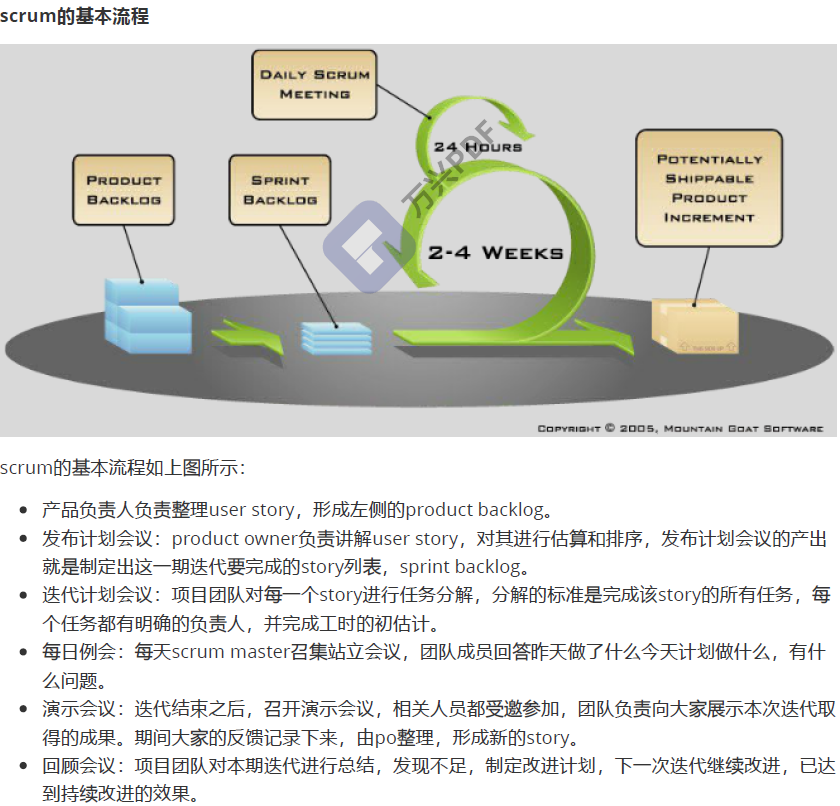 scrum的基本流程
DAILY SCRUM
MEETING
24 HOURS
万兴PDF
PRODUCT
BACKLOG
SPRINT
BACKLOG
POTENTIALLY
SHIPPABLE
PRODUCT
INCREMENT
2-4 WEEKS
THIS SIDE UP
COPYRIGHT © 2005, MOUNTAIN GOAT SOFTWARE
scrum的基本流程如上图所示：
• 产品负责人负责整理user story，形成左侧的product backlog。
• 发布计划会议：product owner负责讲解user story，对其进行估算和排序，发布计划会议的产出
就是制定出这一期迭代要完成的story列表，sprint backlog。
• 迭代计划会议：项目团队对每一个story进行任务分解，分解的标准是完成该story的所有任务，每
个任务都有明确的负责人，并完成工时的初估计。
• 每日例会：每天scrum master召集站立会议，团队成员回答昨天做了什么今天计划做什么，有什
么问题。
• 演示会议：迭代结束之后，召开演示会议，相关人员都受邀参加，团队负责向大家展示本次迭代取
得的成果。期间大家的反馈记录下来，由po整理，形成新的story。
• 回顾会议：项目团队对本期迭代进行总结，发现不足，制定改进计划，下一次迭代继续改进，已达
到持续改进的效果。